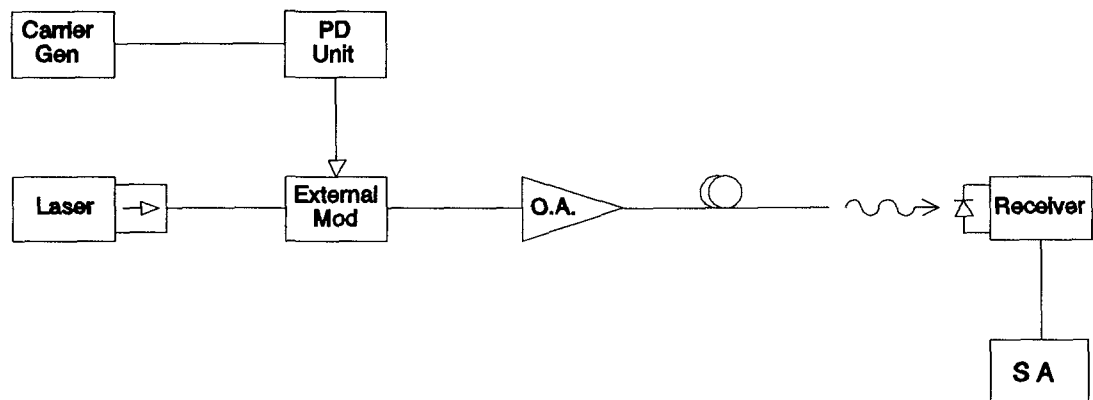 Carrier
Gen
PD
Unit
Laser
External
Mod
O.A.
Receiver
S A